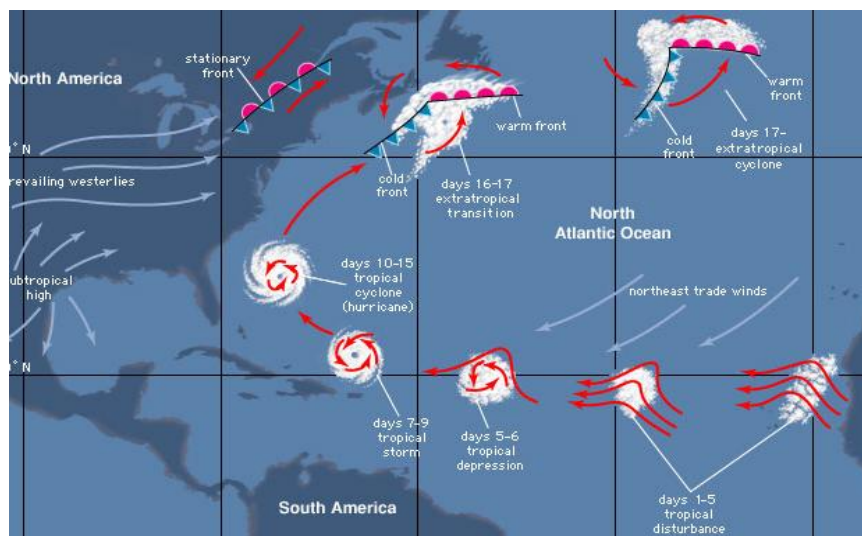 North America
stationary
front
warm front
cold
front
days 16–17
extratropical
transition
warm
front
cold
front
days 17–
extratropical
cyclone
° N
prevailing westerlies
North
Atlantic Ocean
days 10–15
tropical
cyclone
(hurricane)
subtropical
high
northeast trade winds
° N
days 7–9
tropical
storm
days 5–6
tropical
depression
days 1–5
tropical
disturbance
South America